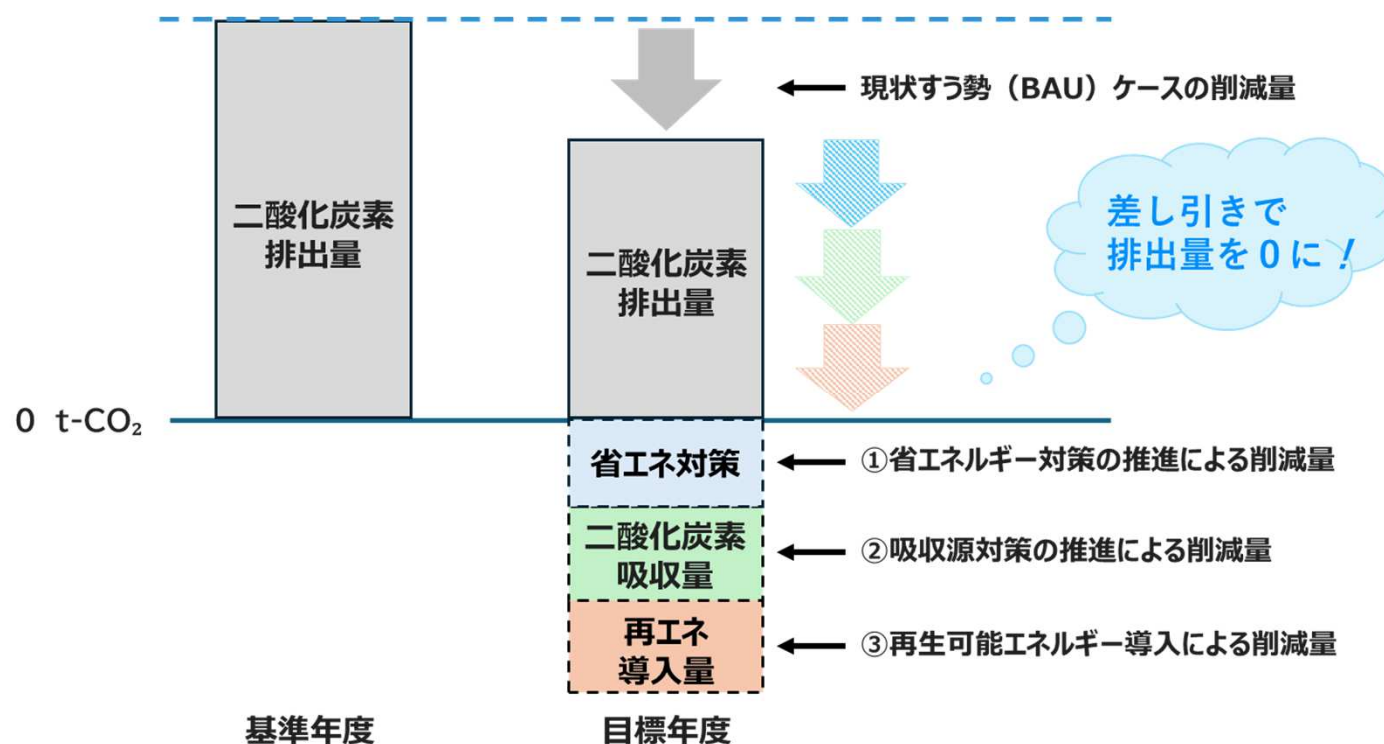 現状すう勢（BAU）ケースの削減量
二酸化炭素
排出量
二酸化炭素
排出量
差し引きで
排出量を０に！
0 t-CO₂
省エネ対策
①省エネルギー対策の推進による削減量
二酸化炭素
吸収量
②吸収源対策の推進による削減量
再エネ
導入量
③再生可能エネルギー導入による削減量
基準年度
目標年度